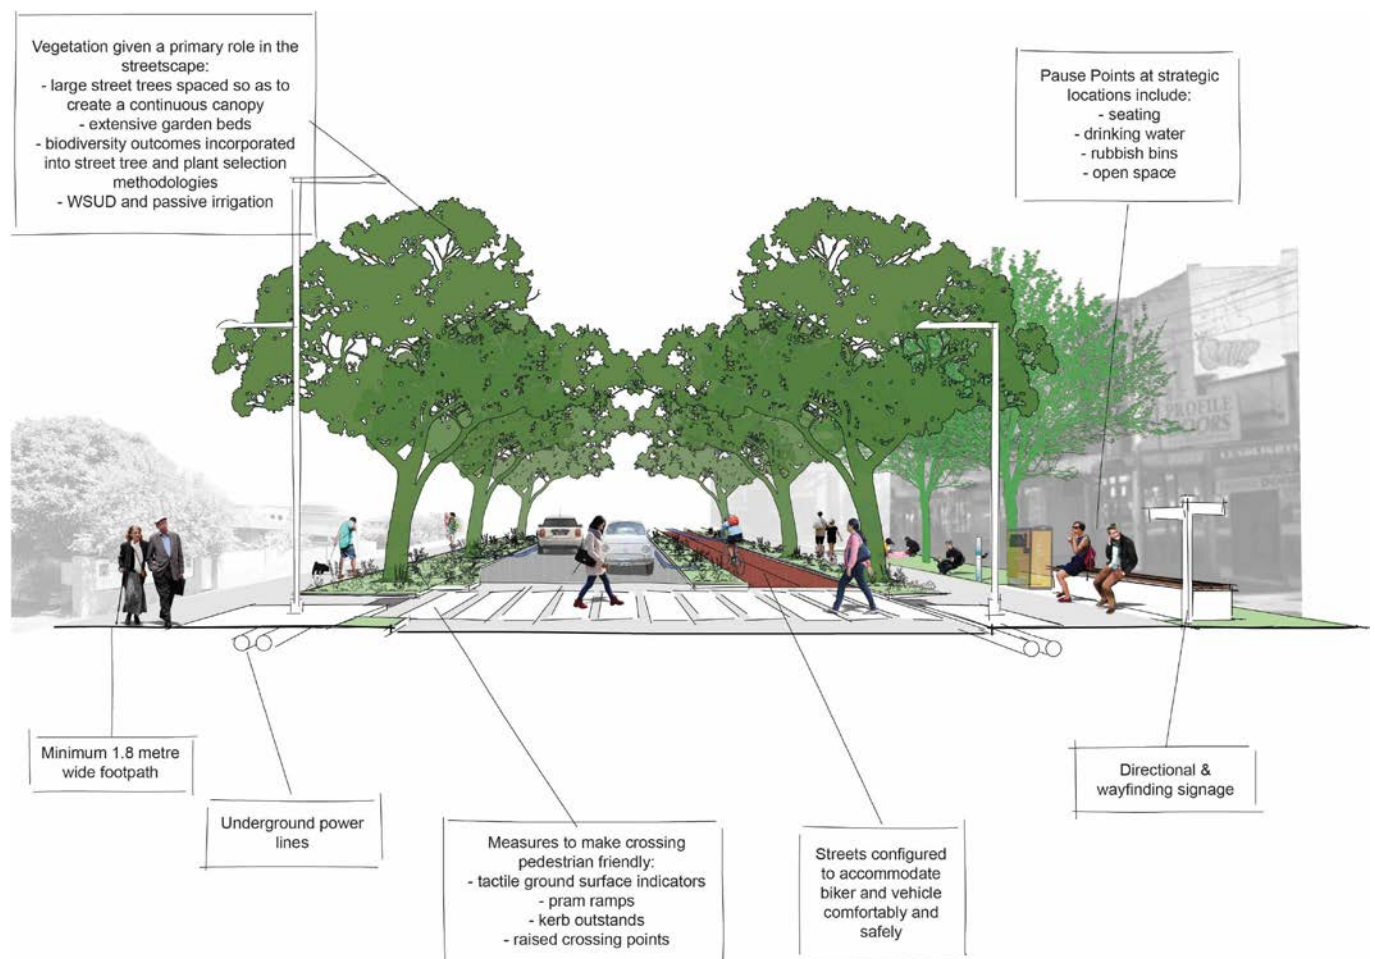 Vegetation given a primary role in the
streetscape:
- large street trees spaced so as to
create a continuous canopy
- extensive garden beds
- biodiversity outcomes incorporated
into street tree and plant selection
methodologies
- WSUD and passive irrigation
Pause Points at strategic
locations include:
- seating
- drinking water
- rubbish bins
- open space
PROFILE
Minimum 1.8 metre
wide footpath
Underground power
lines
Measures to make crossing
pedestrian friendly:
- tactile ground surface indicators
- pram ramps
- kerb outstands
- raised crossing points
Streets configured
to accommodate
biker and vehicle
comfortably and
safely
Directional &
wayfinding signage